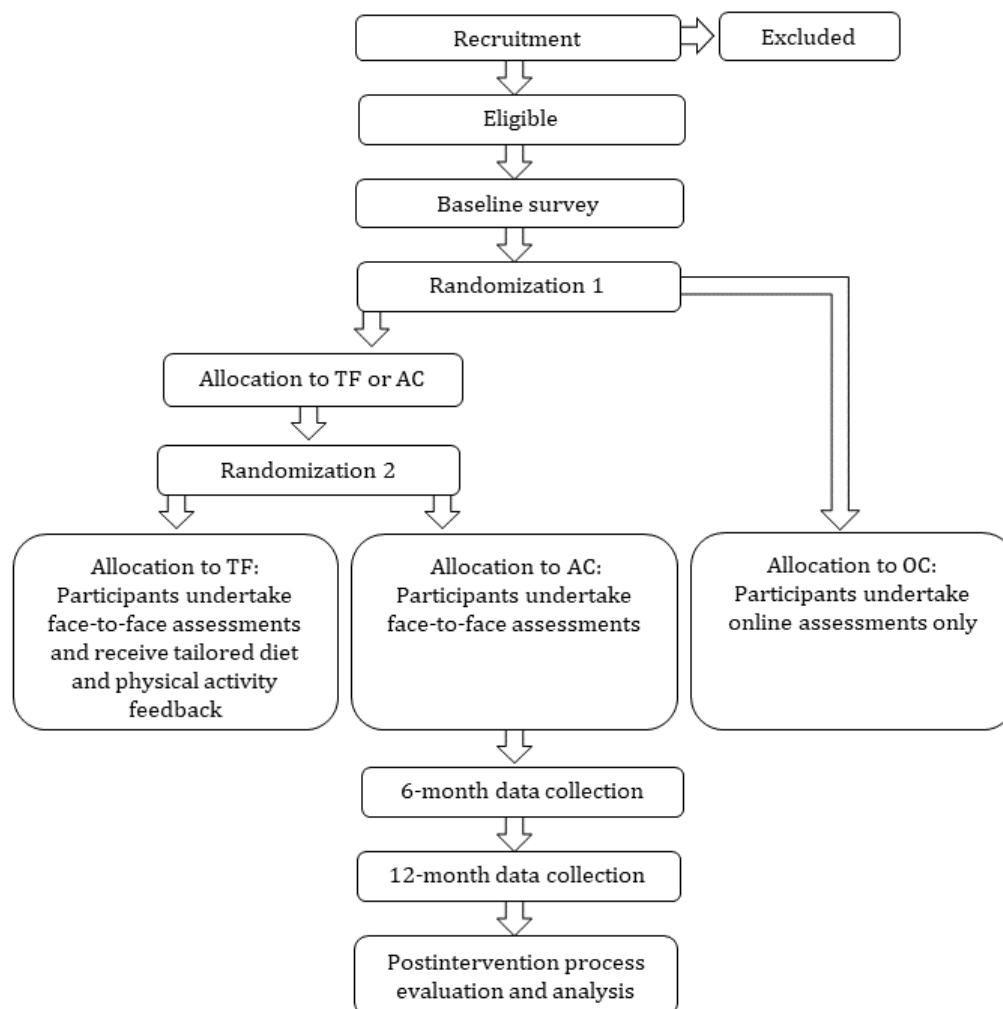 Recruitment
Excluded
Eligible
Baseline survey
Randomization 1
Allocation to TF or AC
Randomization 2
Allocation to TF:
Participants undertake
face-to-face assessments
and receive tailored diet
and physical activity
feedback
Allocation to AC:
Participants undertake
face-to-face assessments
Allocation to OC:
Participants undertake
online assessments only
6-month data collection
12-month data collection
Postintervention process
evaluation and analysis